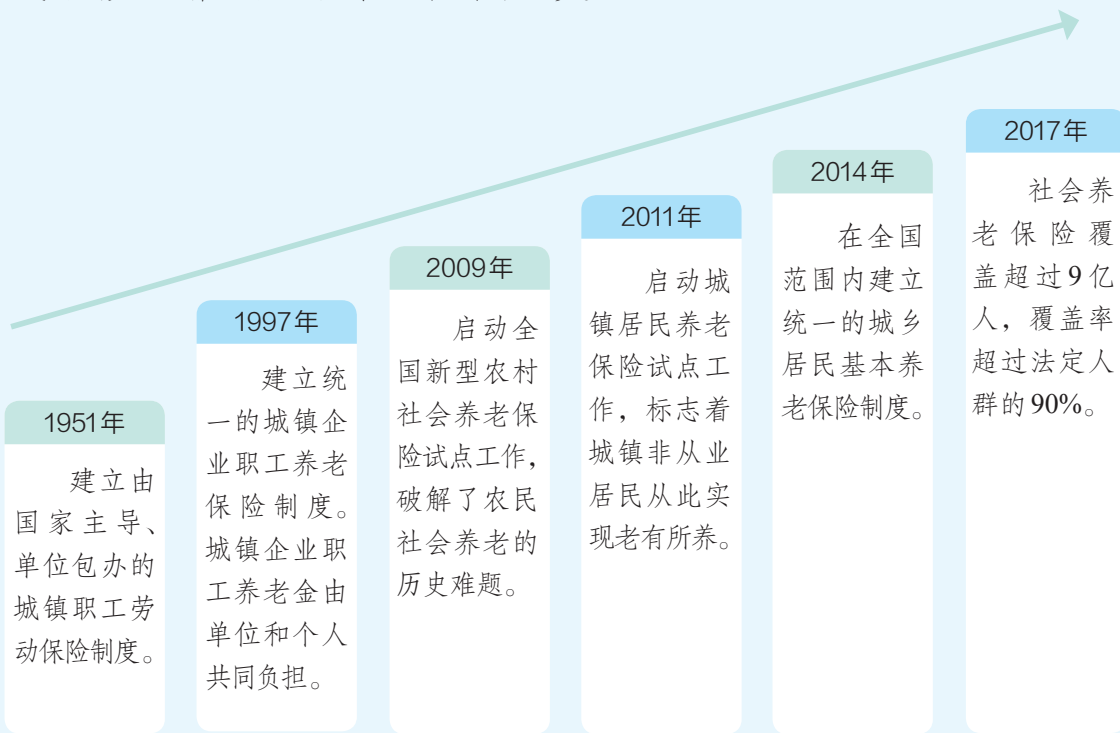 1951年
建立由
国家主导、
单位包办的
城镇职工劳
动保险制度。
1997年
建立统
一的城镇企
业职工养老
保险制度。
城镇企业职
工养老金由
单位和个人
共同负担。
2009年
启动全
国新型农村
社会养老保
险试点工作，
破解了农民
社会养老的
历史难题。
2011年
启动城
镇居民养老
保险试点工
作，标志着
城镇非从业
居民从此实
现老有所养。
2014年
在全国
范围内建立
统一的城乡
居民基本养
老保险制度。
2017年
社会养
老保险覆
盖超过9亿
人，覆盖率
超过法定人
群的90%。